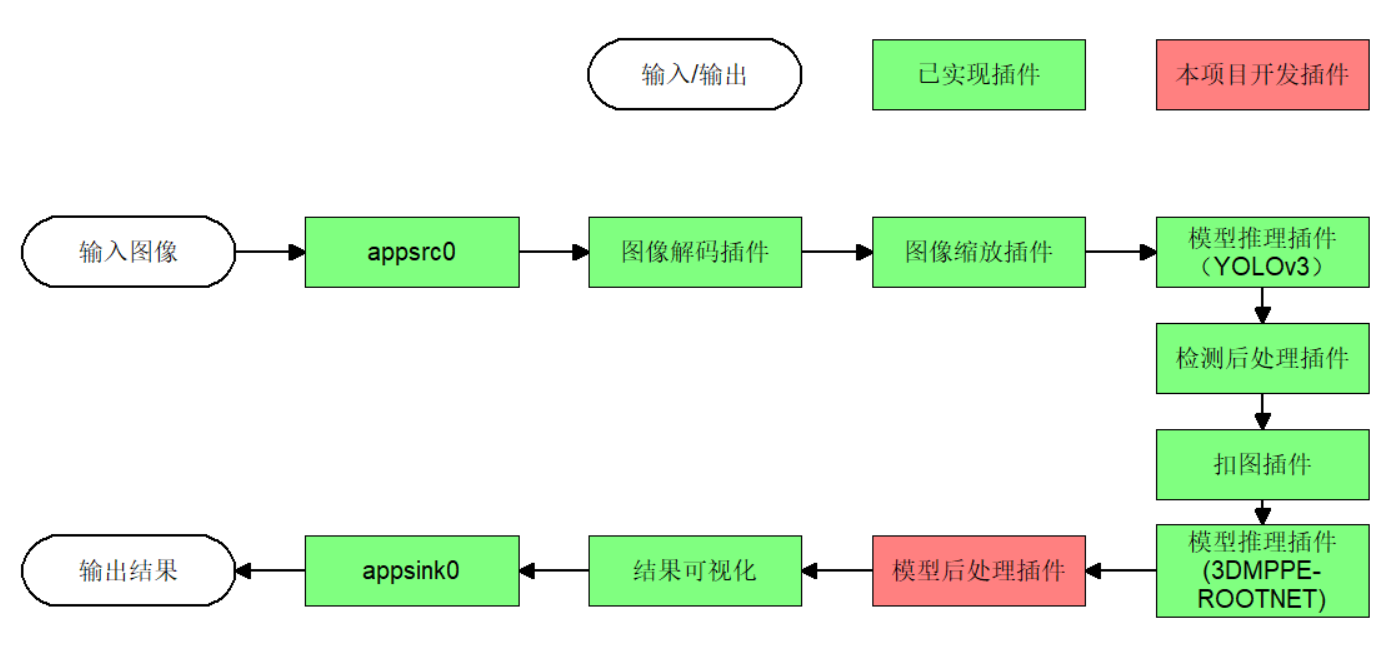 输入/输出
已实现插件
本项目开发插件
输入图像
appsrc0
图像解码插件
图像缩放插件
模型推理插件
（YOLOv3）
检测后处理插件
扣图插件
模型推理插件
(3DMPPE-
ROOTNET)
模型后处理插件
结果可视化
appsink0
输出结果